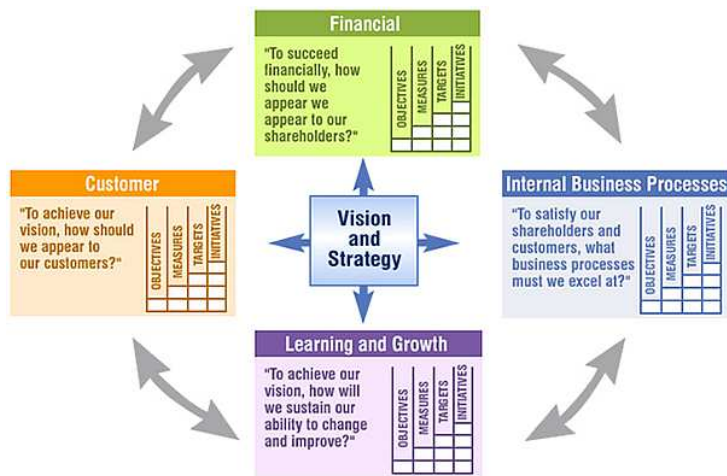 Financial
"To succeed
financially, how
should we
appear we
appear to our
shareholders?"
OBJECTIVES
MEASURES
TARGETS
INITIATIVES
Customer
"To achieve our
vision, how should
we appear to
our customers?"
OBJECTIVES
MEASURES
TARGETS
INITIATIVES
Vision
and
Strategy
Internal Business Processes
"To satisfy our
shareholders and
customers, what
business processes
must we excel at?"
OBJECTIVES
MEASURES
TARGETS
INITIATIVES
Learning and Growth
"To achieve our
vision, how will
we sustain our
ability to change
and improve?"
OBJECTIVES
MEASURES
TARGETS
INITIATIVES